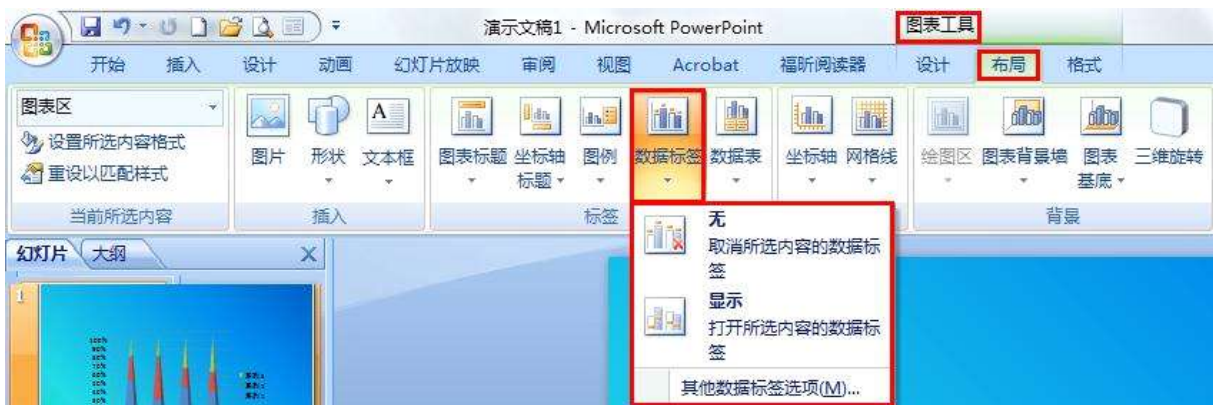 演示文稿1 - Microsoft PowerPoint
图表工具
开始 插入 设计 动画 幻灯片放映 审阅 视图 Acrobat 福昕阅读器 设计 布局 格式
图表区
设置所选内容格式
重设以匹配样式
当前所选内容
图片 形状 文本框
插入
图表标题 坐标轴标题 图例 数据标签 数据表
标签
坐标轴 网格线
绘图区 图表背景墙 图表基底 三维旋转
背景
无
取消所选内容的数据标
签
显示
打开所选内容的数据标
签
其他数据标签选项(M)...
幻灯片 大纲
1